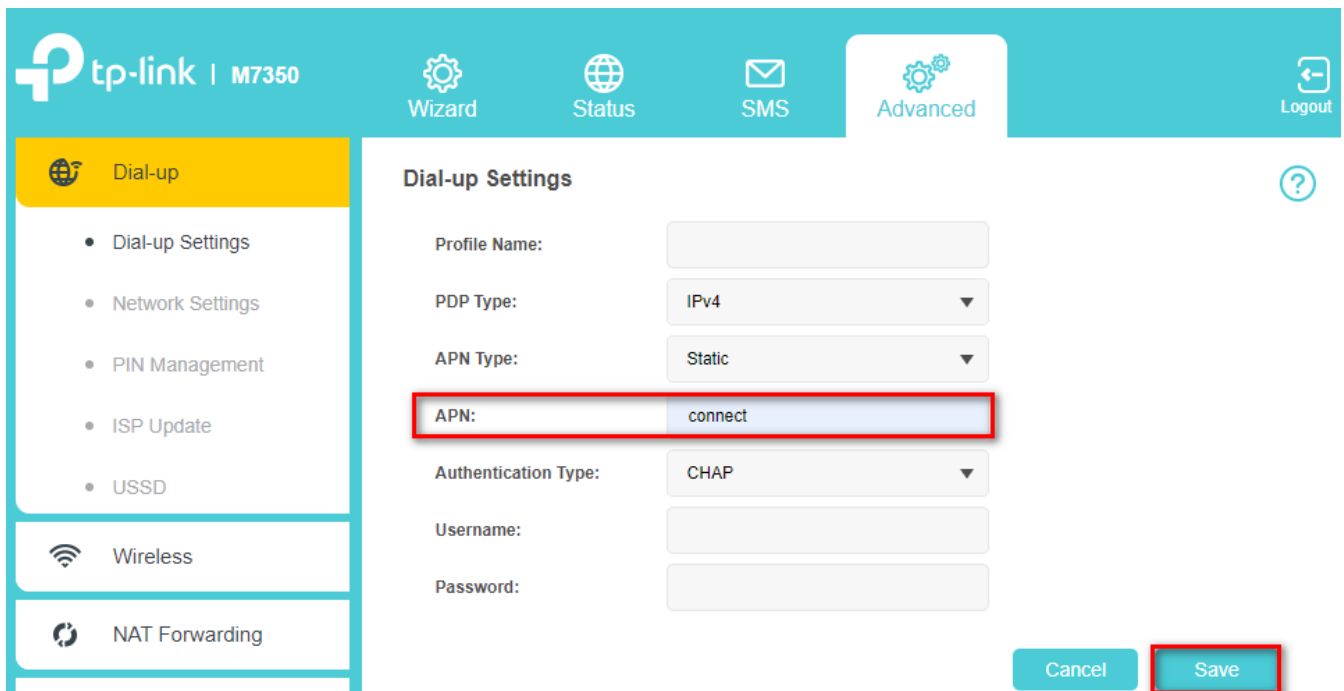 tp-link | M7350
Wizard
Status
SMS
Advanced
Logout
Dial-up
Dial-up Settings
Network Settings
PIN Management
ISP Update
USSD
Wireless
NAT Forwarding
Dial-up Settings
?
Profile Name:
PDP Type: IPv4
APN Type: Static
APN: connect
Authentication Type: CHAP
Username:
Password:
Cancel
Save